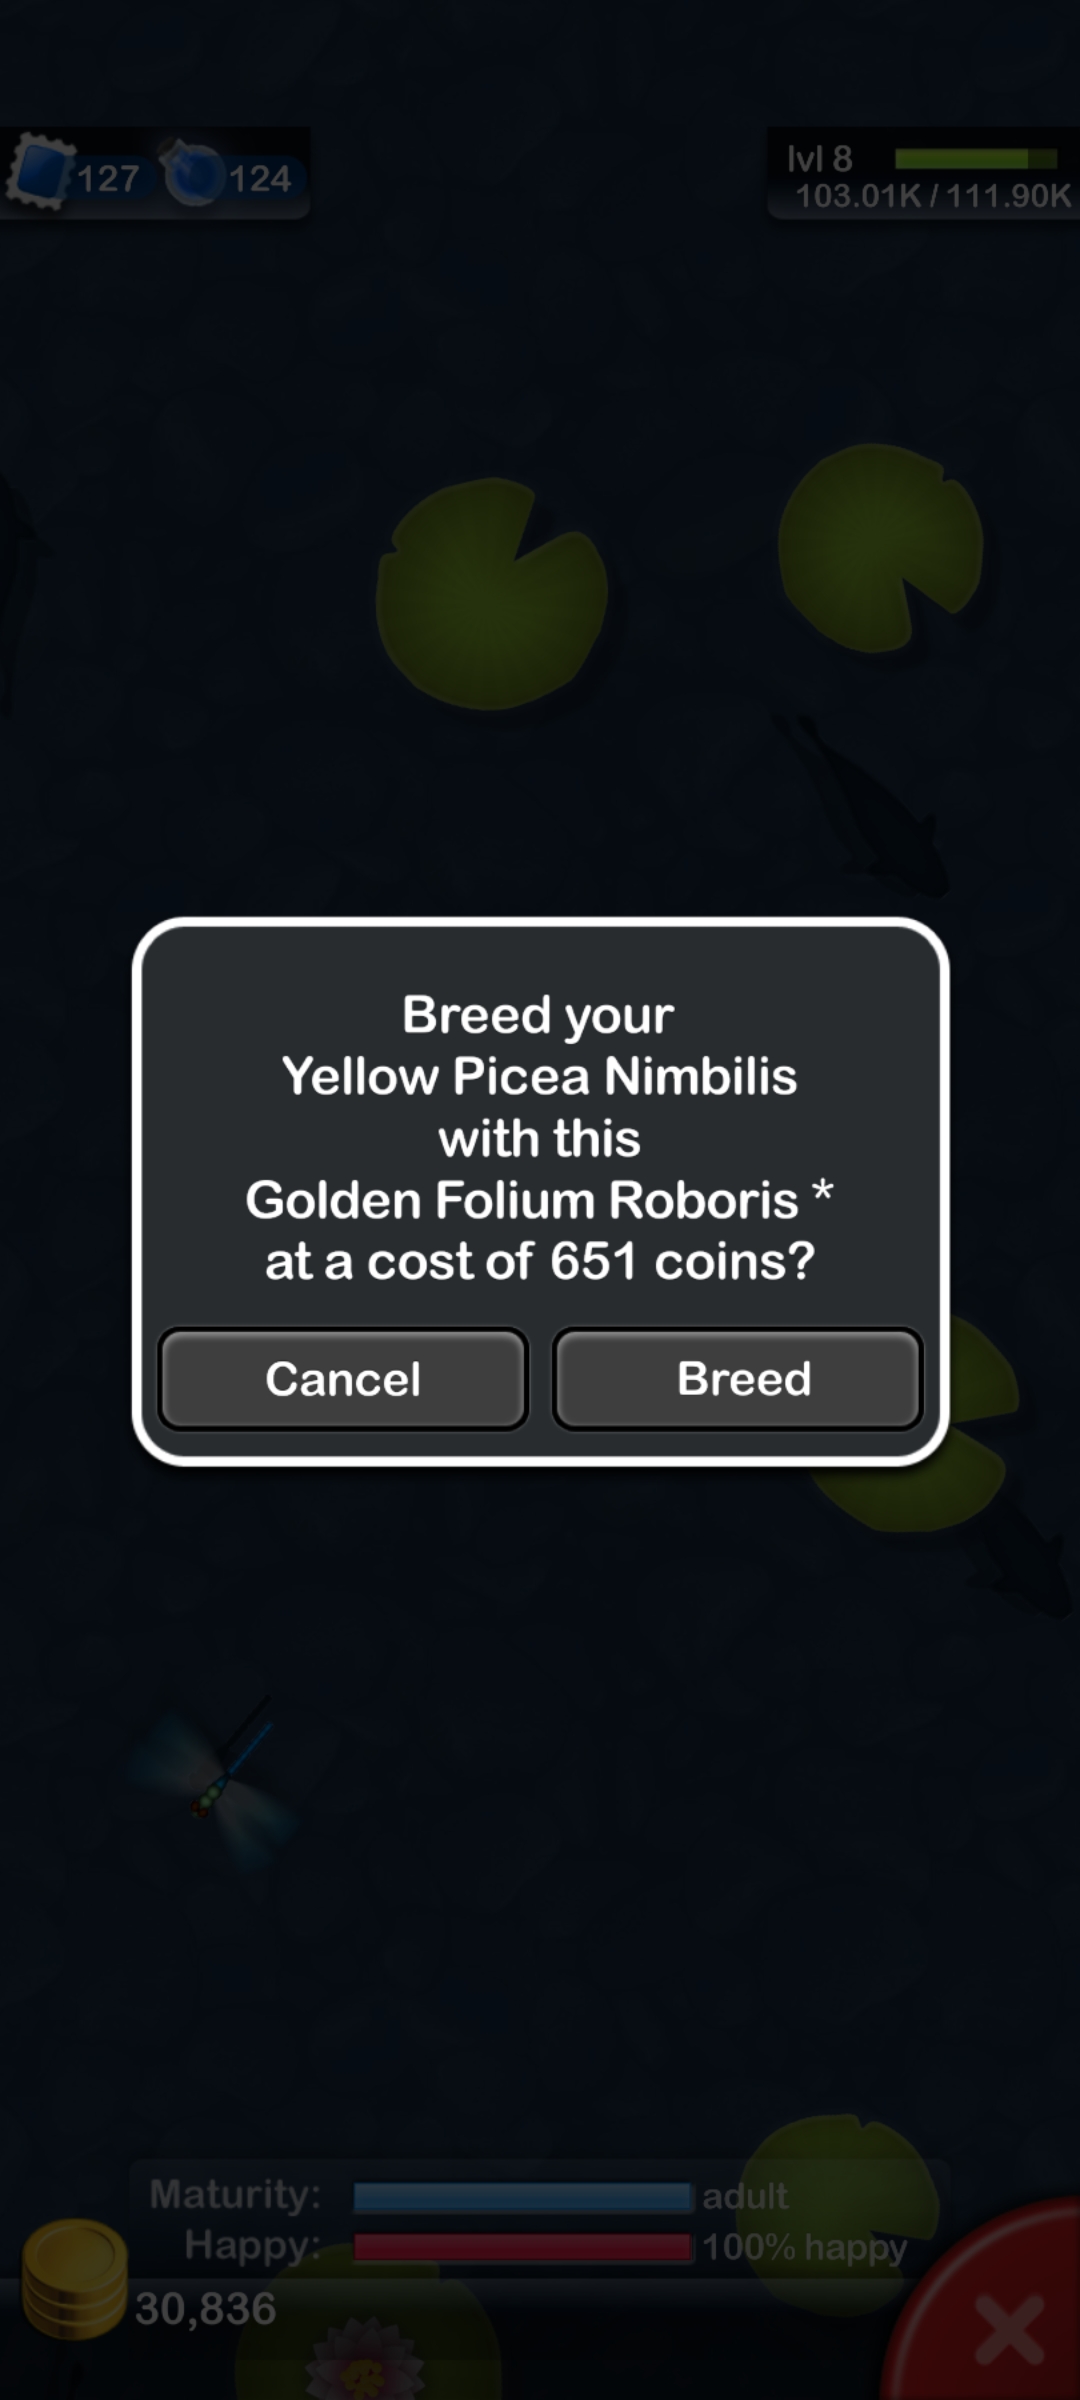 127 124
lvl 8
103.01K / 111.90K
Breed your
Yellow Picea Nimbilis
with this
Golden Folium Roboris *
at a cost of 651 coins?
Cancel Breed
Maturity: adult
Happy: 100% happy
30,836